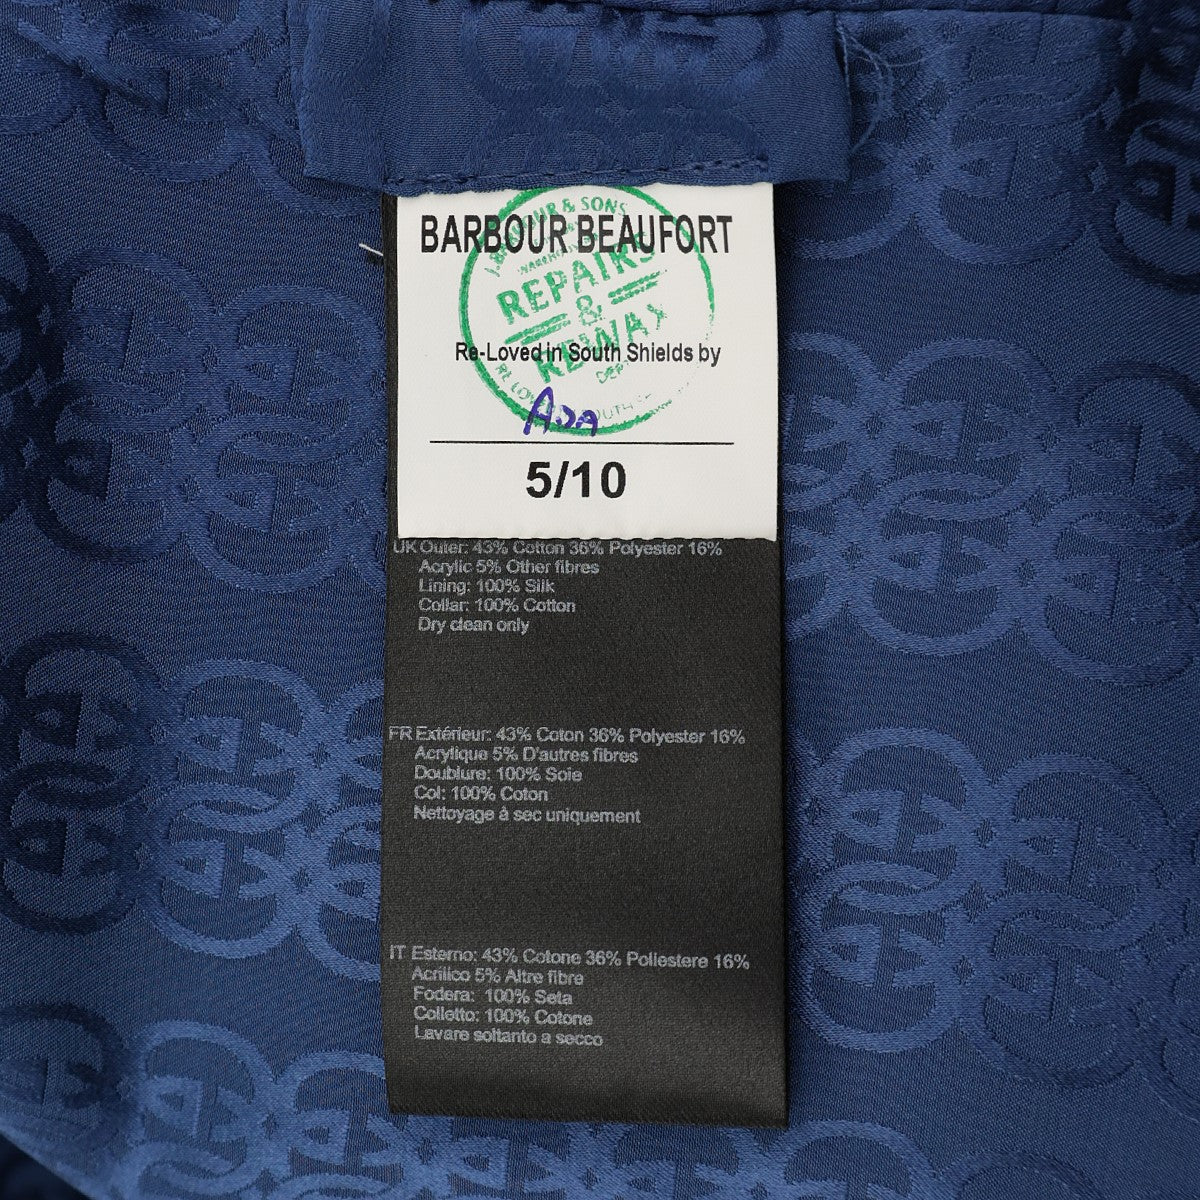 BARBOUR BEAUFORT
J. BARBOUR & SONS
REPAIRS
&
REWAX
Re-Loved in South Shields by
Ada
5/10
UK Outer: 43% Cotton 36% Polyester 16%
Acrylic 5% Other fibres
Lining: 100% Silk
Collar: 100% Cotton
Dry clean only
FR Extérieur: 43% Coton 36% Polyester 16%
Acrylique 5% D'autres fibres
Doublure: 100% Soie
Col: 100% Coton
Nettoyage à sec uniquement
IT Esterno: 43% Cotone 36% Poliestere 16%
Acrilico 5% Altre fibre
Fodera: 100% Seta
Colletto: 100% Cotone
Lavare soltanto a secco